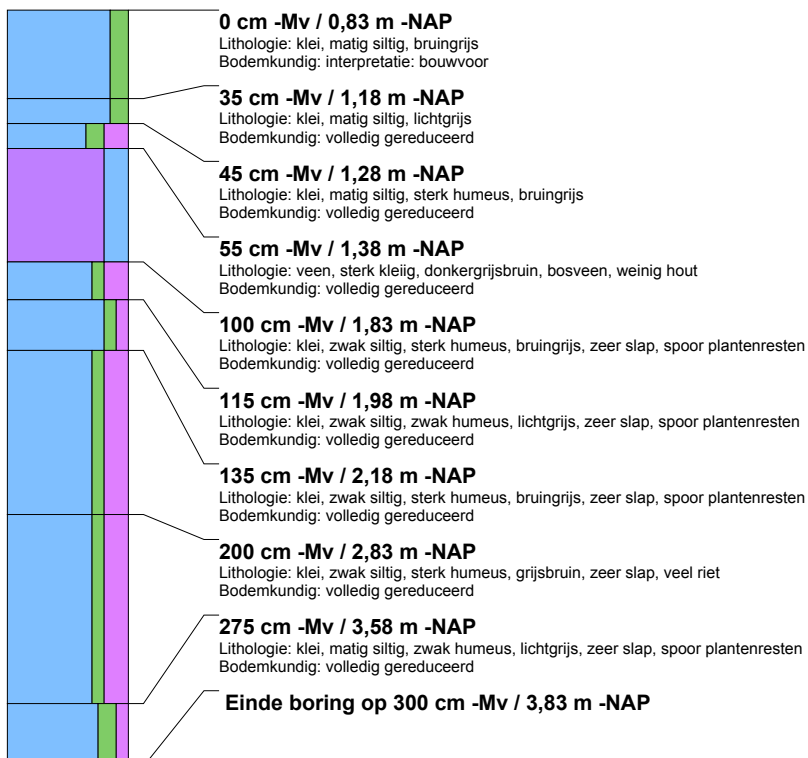 0 cm -Mv / 0,83 m -NAP
Lithologie: klei, matig siltig, bruingrijs
Bodemkundig: interpretatie: bouwvoor
35 cm -Mv / 1,18 m -NAP
Lithologie: klei, matig siltig, lichtgrijs
Bodemkundig: volledig gereduceerd
45 cm -Mv / 1,28 m -NAP
Lithologie: klei, matig siltig, sterk humeus, bruingrijs
Bodemkundig: volledig gereduceerd
55 cm -Mv / 1,38 m -NAP
Lithologie: veen, sterk kleiig, donkergrijsbruin, bosveen, weinig hout
Bodemkundig: volledig gereduceerd
100 cm -Mv / 1,83 m -NAP
Lithologie: klei, zwak siltig, sterk humeus, bruingrijs, zeer slap, spoor plantenresten
Bodemkundig: volledig gereduceerd
115 cm -Mv / 1,98 m -NAP
Lithologie: klei, zwak siltig, zwak humeus, lichtgrijs, zeer slap, spoor plantenresten
Bodemkundig: volledig gereduceerd
135 cm -Mv / 2,18 m -NAP
Lithologie: klei, zwak siltig, sterk humeus, bruingrijs, zeer slap, spoor plantenresten
Bodemkundig: volledig gereduceerd
200 cm -Mv / 2,83 m -NAP
Lithologie: klei, zwak siltig, sterk humeus, grijsbruin, zeer slap, veel riet
Bodemkundig: volledig gereduceerd
275 cm -Mv / 3,58 m -NAP
Lithologie: klei, matig siltig, zwak humeus, lichtgrijs, zeer slap, spoor plantenresten
Bodemkundig: volledig gereduceerd
Einde boring op 300 cm -Mv / 3,83 m -NAP